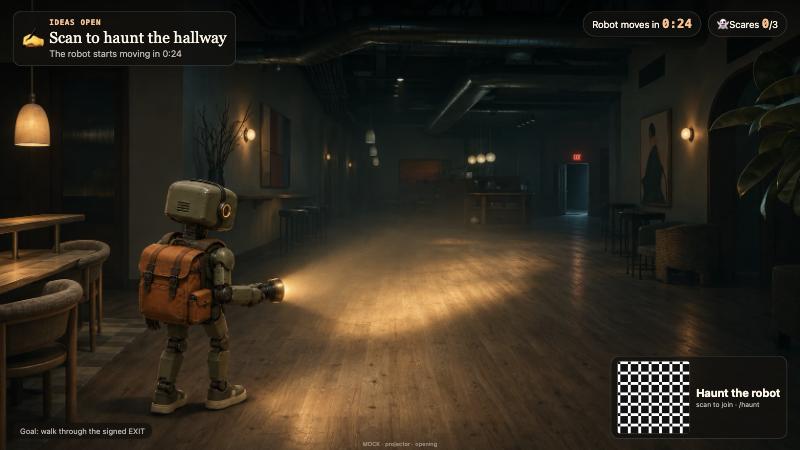 IDEAS OPEN
✍️ Scan to haunt the hallway
The robot starts moving in 0:24
Robot moves in 0:24
👻Scares 0/3
EXIT
Haunt the robot
scan to join · /haunt
Goal: walk through the signed EXIT
MOCK · projector · opening